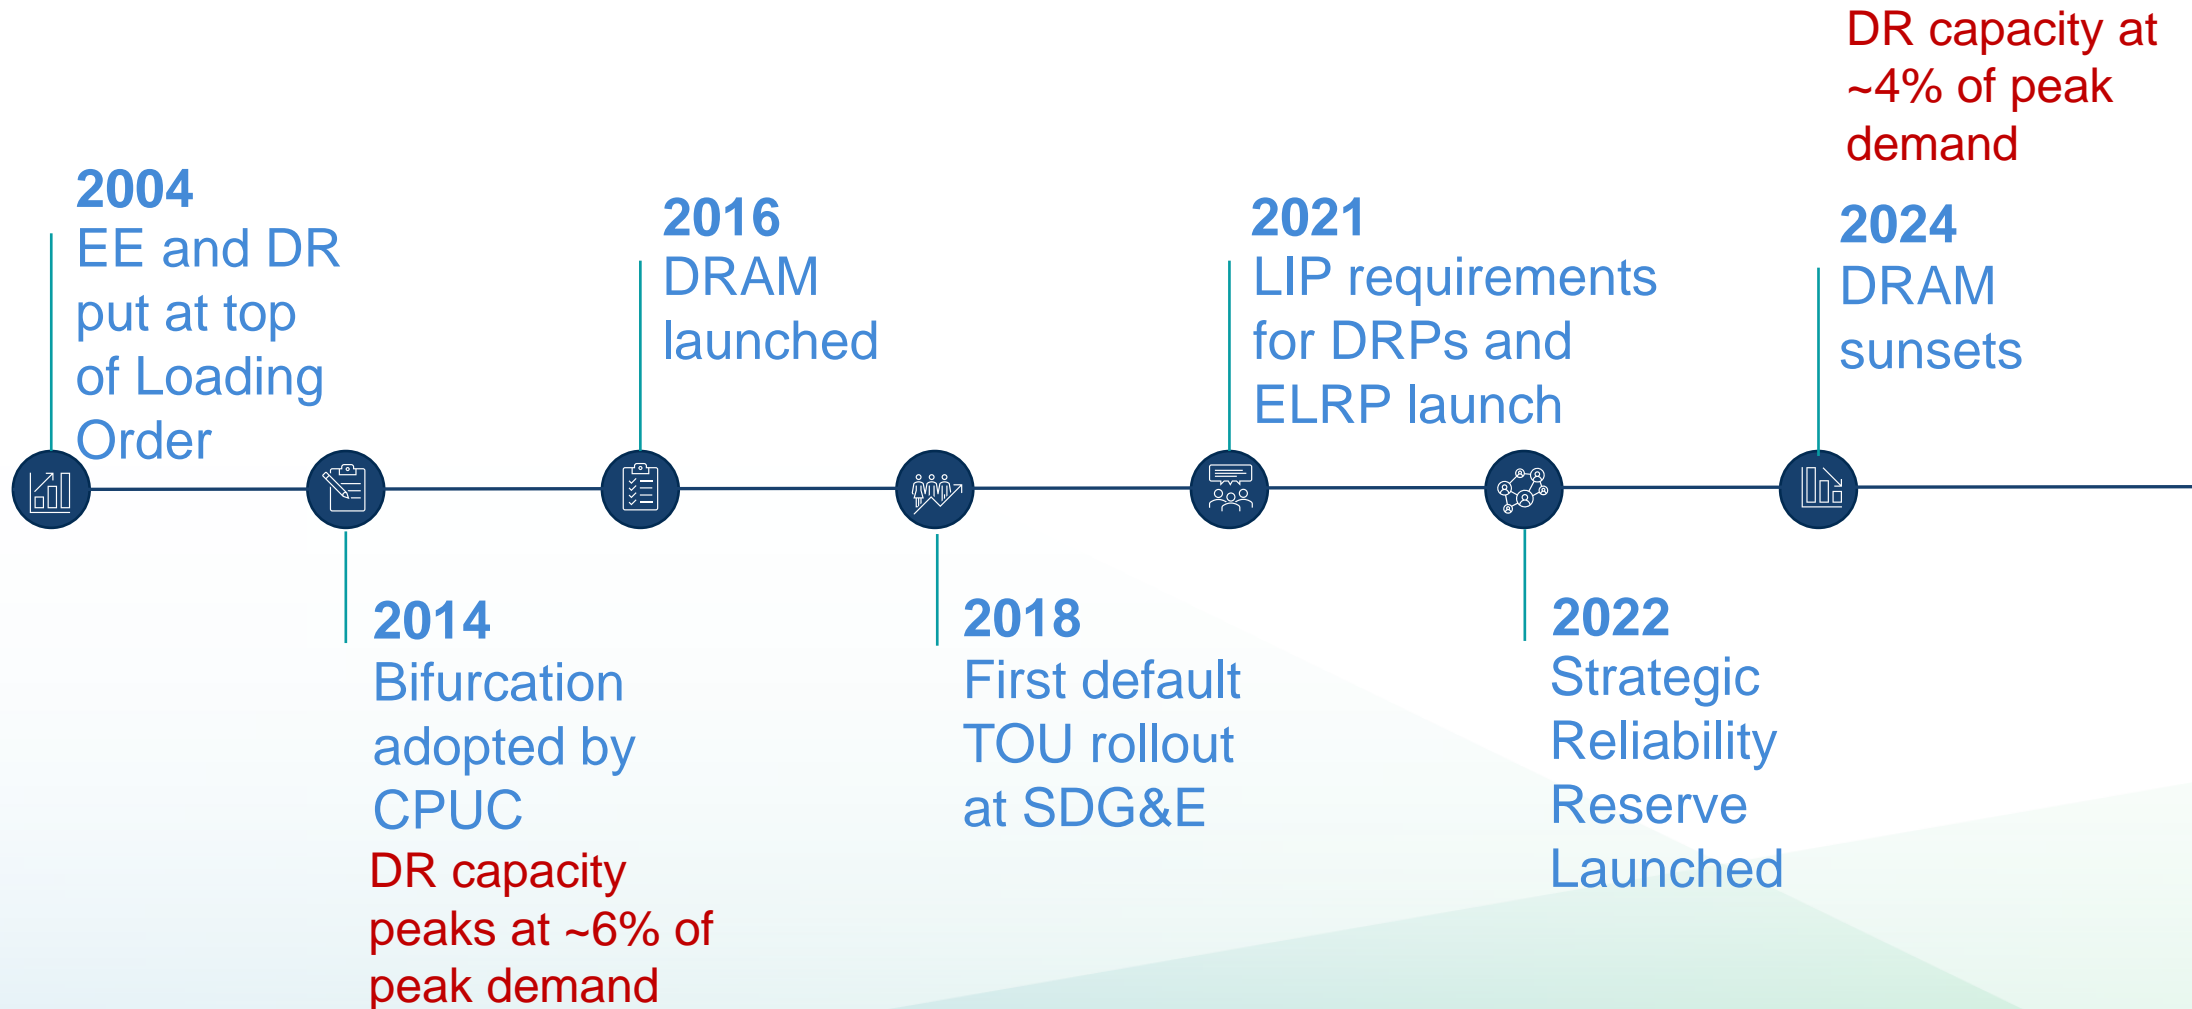 2004
EE and DR
put at top
of Loading
Order
2014
Bifurcation
adopted by
CPUC
DR capacity
peaks at ~6% of
peak demand
2016
DRAM
launched
2018
First default
TOU rollout
at SDG&E
2021
LIP requirements
for DRPs and
ELRP launch
2022
Strategic
Reliability
Reserve
Launched
DR capacity at
~4% of peak
demand
2024
DRAM
sunsets